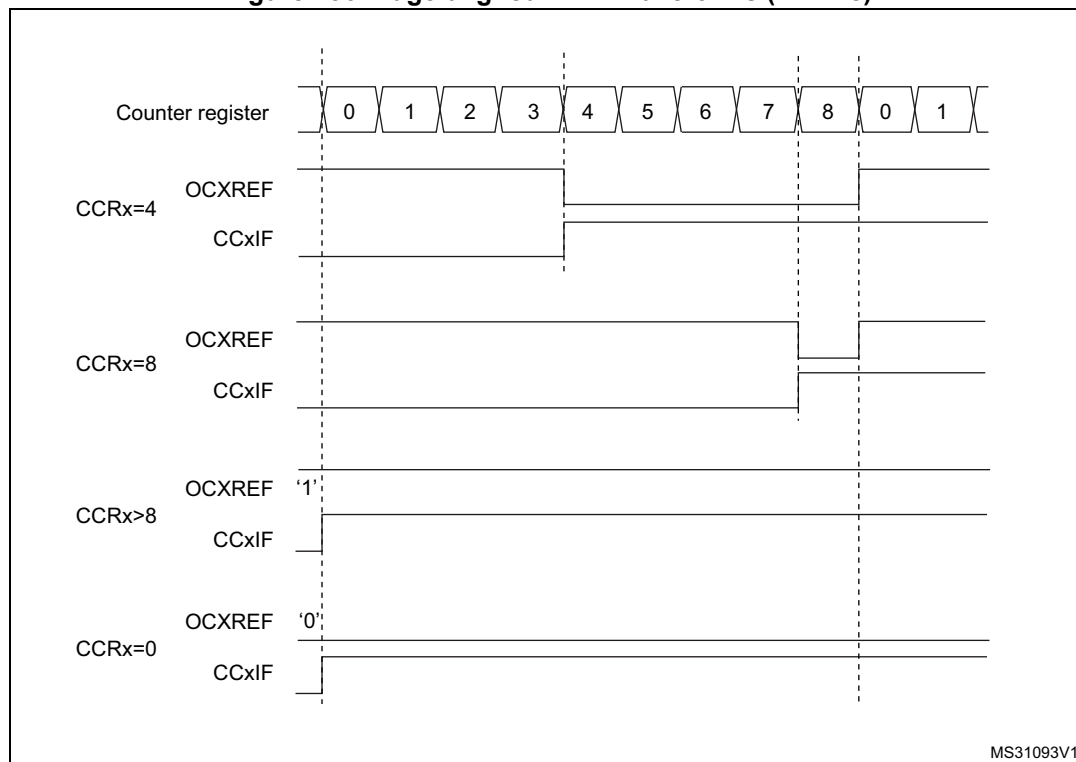 Counter register 0 1 2 3 4 5 6 7 8 0 1
OCXREF
CCRx=4
CCxIF
OCXREF
CCRx=8
CCxIF
OCXREF ‘1’
CCRx>8
CCxIF
OCXREF ‘0’
CCRx=0
CCxIF
MS31093V1